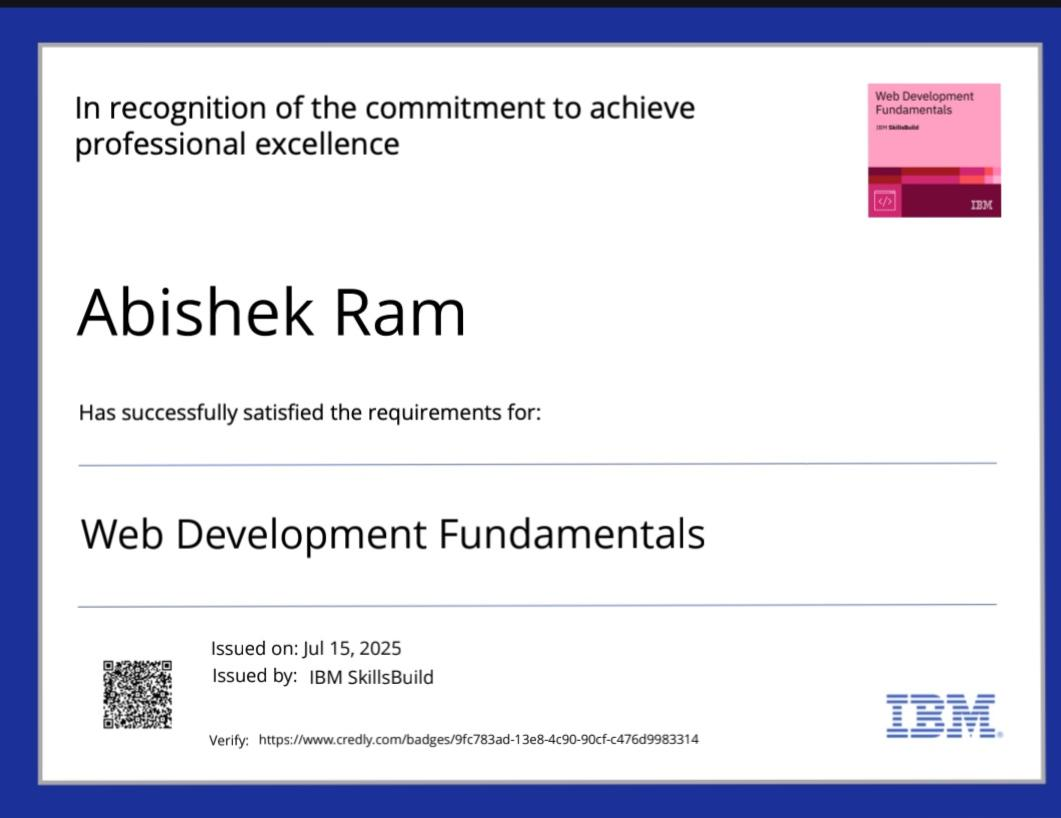 In recognition of the commitment to achieve
professional excellence
Web Development
Fundamentals
IBM SkillsBuild
IBM
Abishek Ram
Has successfully satisfied the requirements for:
Web Development Fundamentals
Issued on: Jul 15, 2025
Issued by: IBM SkillsBuild
Verify: https://www.credly.com/badges/9fc783ad-13e8-4c90-90cf-c476d9983314
IBM®